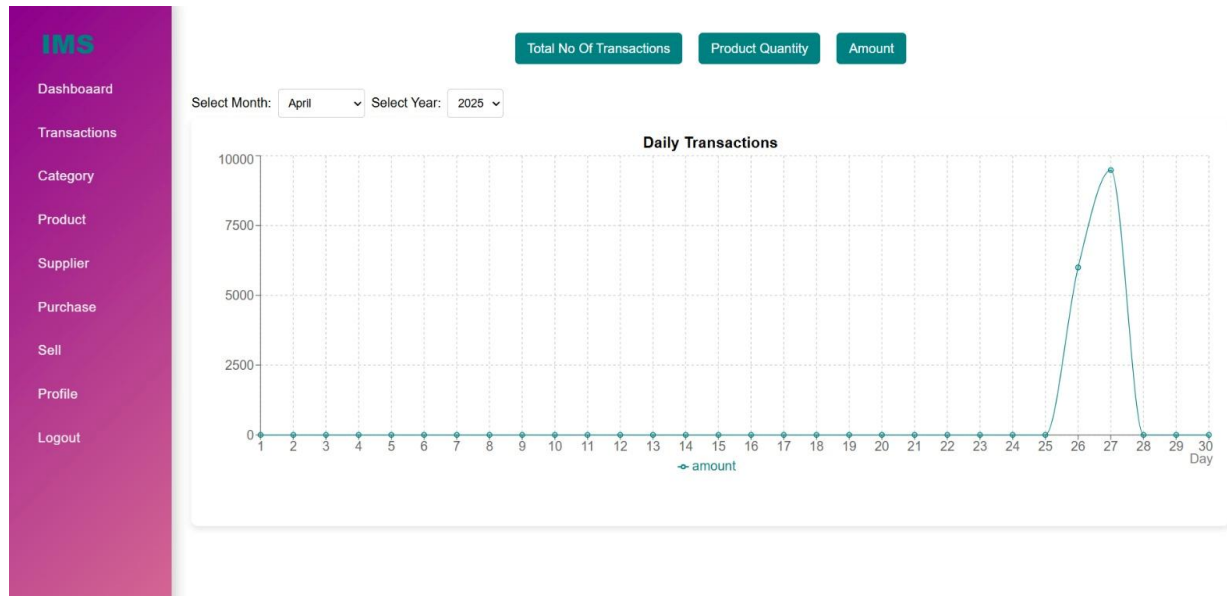 IMS
Dashboaard
Transactions
Category
Product
Supplier
Purchase
Sell
Profile
Logout
Total No Of Transactions Product Quantity Amount
Select Month: April Select Year: 2025
Daily Transactions
10000
7500
5000
2500
0
1 2 3 4 5 6 7 8 9 10 11 12 13 14 15 16 17 18 19 20 21 22 23 24 25 26 27 28 29 30
Day
amount